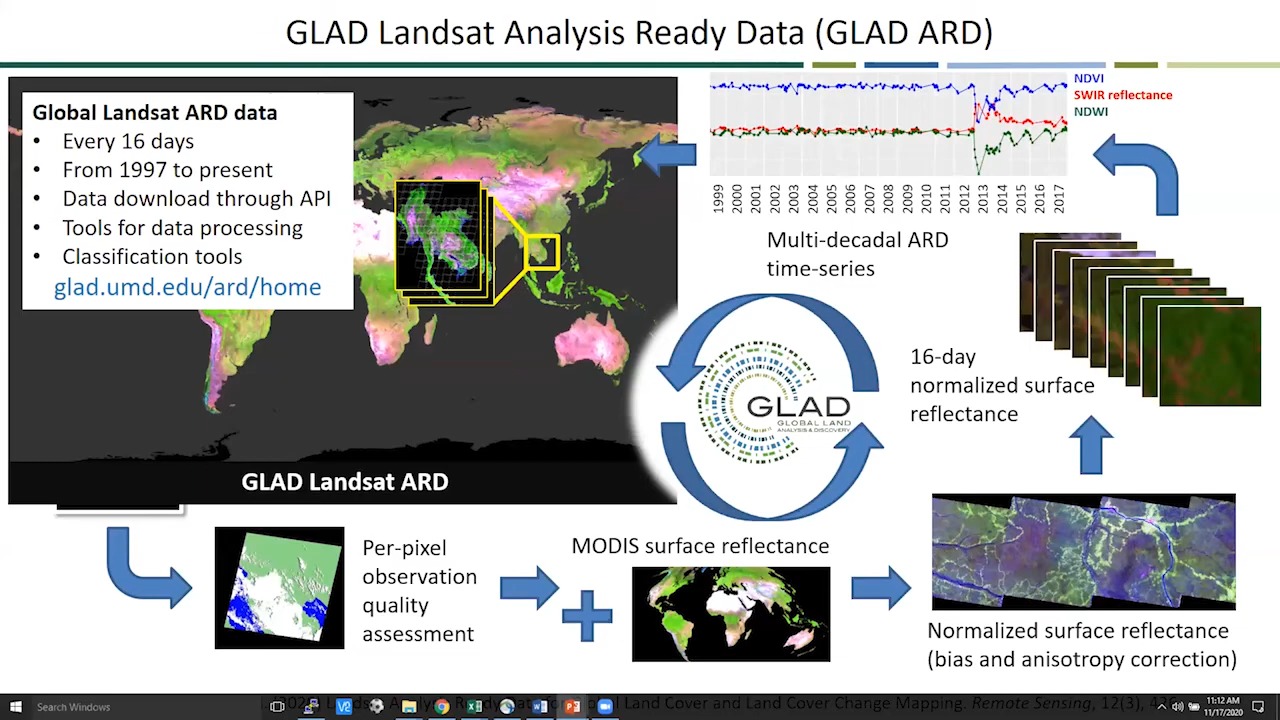 GLAD Landsat Analysis Ready Data (GLAD ARD)
Global Landsat ARD data
• Every 16 days
• From 1997 to present
• Data download through API
• Tools for data processing
• Classification tools
glad.umd.edu/ard/home
GLAD Landsat ARD
NDVI
SWIR reflectance
NDWI
1999 2000 2001 2002 2003 2004 2005 2006 2007 2008 2009 2010 2011 2012 2013 2014 2015 2016 2017
Multi-decadal ARD
time-series
16-day
normalized surface
reflectance
GLAD
GLOBAL LAND
ANALYSIS & DISCOVERY
Per-pixel
observation
quality
assessment
MODIS surface reflectance
Normalized surface reflectance
(bias and anisotropy correction)
Search Windows
Land Cover and Land Cover Change Mapping. Remote Sensing, 12(3),
11:12 AM
11/17/2020